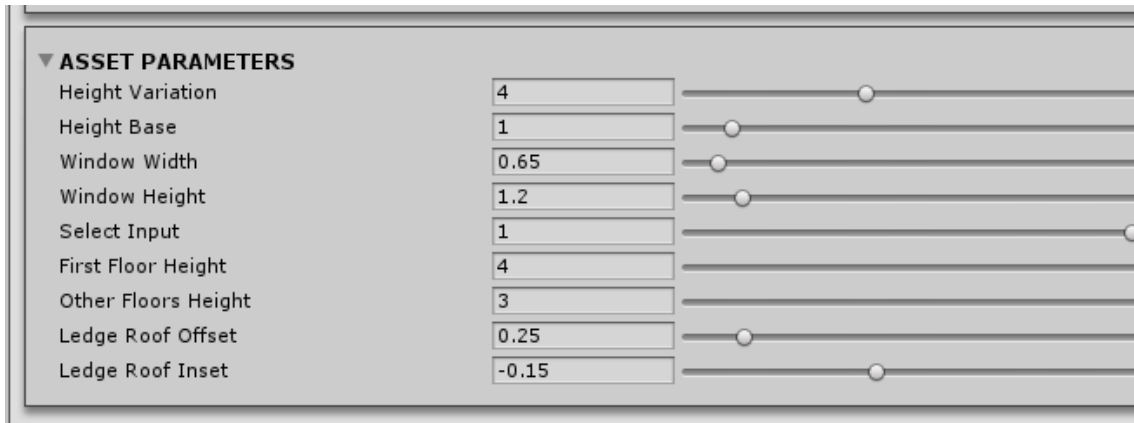 ASSET PARAMETERS
Height Variation 4
Height Base 1
Window Width 0.65
Window Height 1.2
Select Input 1
First Floor Height 4
Other Floors Height 3
Ledge Roof Offset 0.25
Ledge Roof Inset -0.15